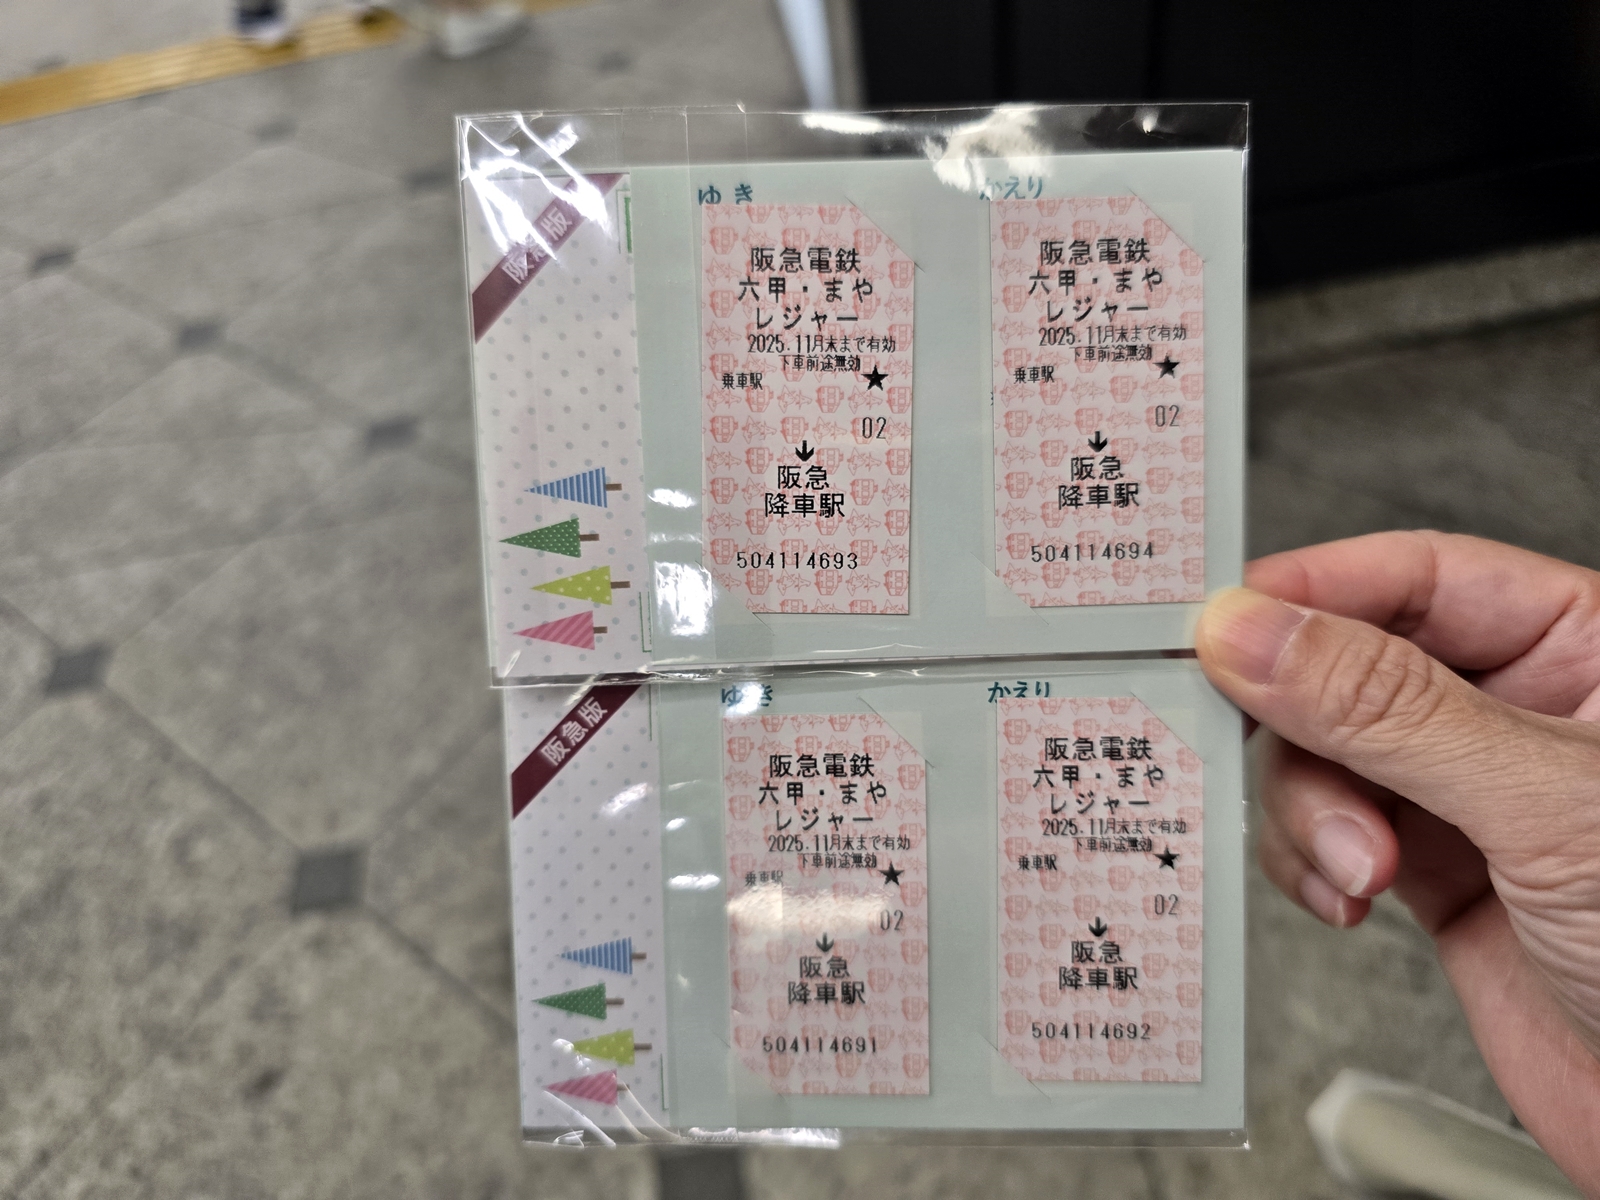 阪急版
ゆき
阪急電鉄
六甲・まや
レジャー
2025.11月末まで有効
下車前途無効
乗車駅
★
02
↓
阪急
降車駅
504114693
かえり
阪急電鉄
六甲・まや
レジャー
2025.11月末まで有効
下車前途無効
乗車駅
★
02
↓
阪急
降車駅
504114694
阪急版
ゆき
阪急電鉄
六甲・まや
レジャー
2025.11月末まで有効
下車前途無効
乗車駅
★
02
↓
阪急
降車駅
504114691
かえり
阪急電鉄
六甲・まや
レジャー
2025.11月末まで有効
下車前途無効
乗車駅
★
02
↓
阪急
降車駅
504114692